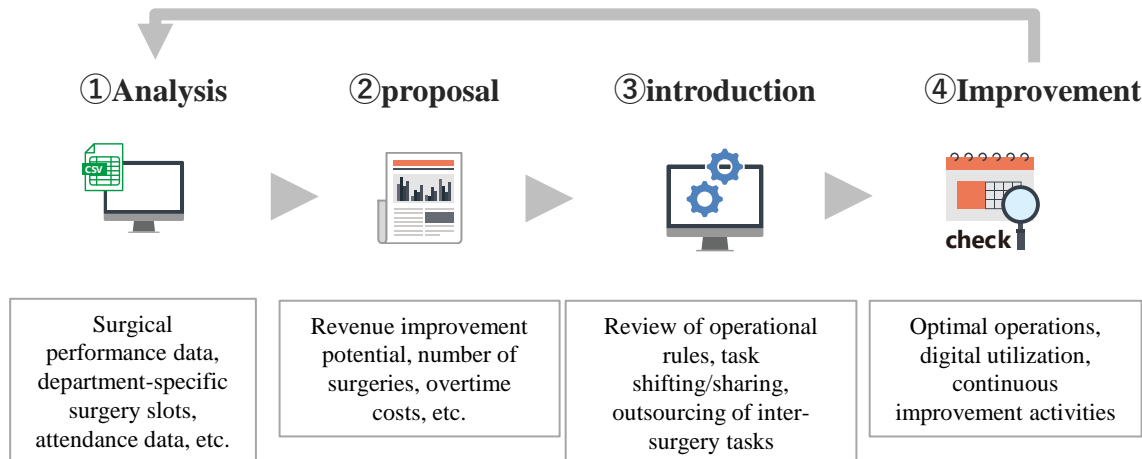 ①Analysis
②proposal
③introduction
④Improvement
CSV
check
Surgical
performance data,
department-specific
surgery slots,
attendance data, etc.
Revenue improvement
potential, number of
surgeries, overtime
costs, etc.
Review of operational
rules, task
shifting/sharing,
outsourcing of inter-
surgery tasks
Optimal operations,
digital utilization,
continuous
improvement activities